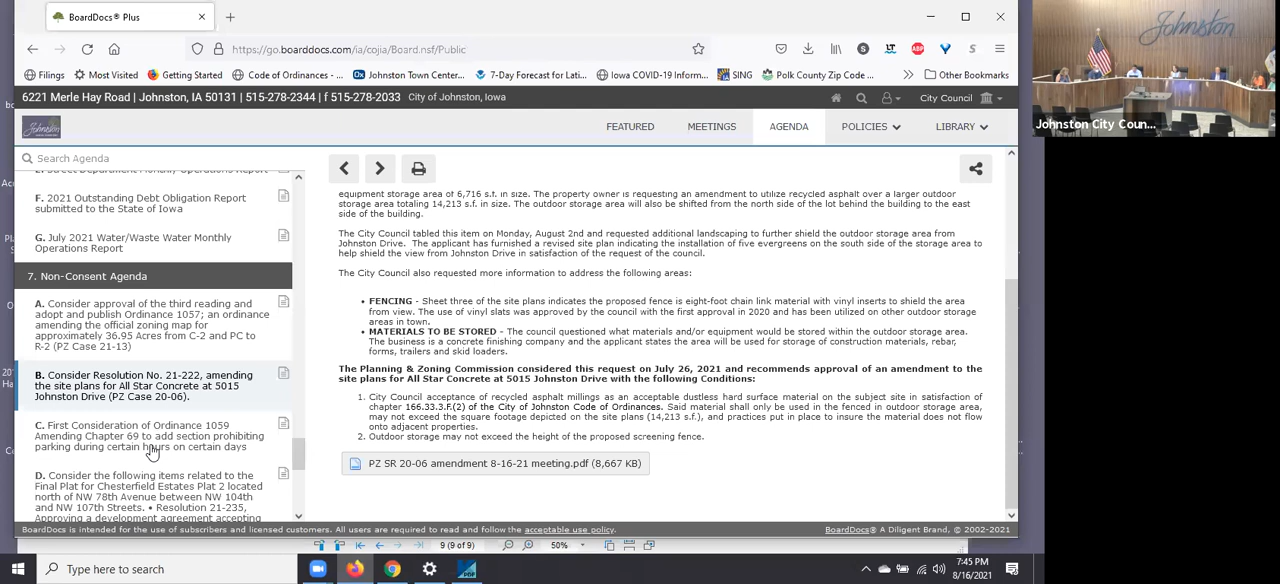 BoardDocs® Plus
https://go.boarddocs.com/ia/cojia/Board.nsf/Public
Filings
Most Visited
Getting Started
Code of Ordinances - ...
Johnston Town Center...
7-Day Forecast for Lati...
Iowa COVID-19 Inform...
SING
Polk County Zip Code ...
Other Bookmarks
6221 Merle Hay Road | Johnston, IA 50131 | 515-278-2344 | f 515-278-2033 City of Johnston, Iowa
City Council
Johnston
FEATURED
MEETINGS
AGENDA
POLICIES
LIBRARY
Search Agenda
F. 2021 Outstanding Debt Obligation Report
submitted to the State of Iowa
G. July 2021 Water/Waste Water Monthly
Operations Report
7. Non-Consent Agenda
A. Consider approval of the third reading and
adopt and publish Ordinance 1057; an ordinance
amending the official zoning map for
approximately 36.95 Acres from C-2 and PC to
R-2 (PZ Case 21-13)
B. Consider Resolution No. 21-222, amending
the site plans for All Star Concrete at 5015
Johnston Drive (PZ Case 20-06).
C. First Consideration of Ordinance 1059
Amending Chapter 69 to add section prohibiting
parking during certain hours on certain days
D. Consider the following items related to the
Final Plat for Chesterfield Estates Plat 2 located
north of NW 78th Avenue between NW 104th
and NW 107th Streets. • Resolution 21-235,
Approving a development agreement accepting
equipment storage area of 6,716 s.f. in size. The property owner is requesting an amendment to utilize recycled asphalt over a larger outdoor
storage area totaling 14,213 s.f. in size. The outdoor storage area will also be shifted from the north side of the lot behind the building to the east
side of the building.
The City Council tabled this item on Monday, August 2nd and requested additional landscaping to further shield the outdoor storage area from
Johnston Drive. The applicant has furnished a revised site plan indicating the installation of five evergreens on the south side of the storage area to
help shield the view from Johnston Drive in satisfaction of the request of the council.
The City Council also requested more information to address the following areas:
• FENCING - Sheet three of the site plans indicates the proposed fence is eight-foot chain link material with vinyl inserts to shield the area
from view. The use of vinyl slats was approved by the council with the first approval in 2020 and has been utilized on other outdoor storage
areas in town.
• MATERIALS TO BE STORED - The council questioned what materials and/or equipment would be stored within the outdoor storage area.
The business is a concrete finishing company and the applicant states the area will be used for storage of construction materials, rebar,
forms, trailers and skid loaders.
The Planning & Zoning Commission considered this request on July 26, 2021 and recommends approval of an amendment to the
site plans for All Star Concrete at 5015 Johnston Drive with the following Conditions:
1. City Council acceptance of recycled asphalt millings as an acceptable dustless hard surface material on the subject site in satisfaction of
chapter 166.33.3.F.(2) of the City of Johnston Code of Ordinances. Said material shall only be used in the fenced in outdoor storage area,
may not exceed the square footage depicted on the site plans (14,213 s.f.), and practices put in place to insure the material does not flow
onto adjacent properties.
2. Outdoor storage may not exceed the height of the proposed screening fence.
PZ SR 20-06 amendment 8-16-21 meeting.pdf (8,667 KB)
BoardDocs is intended for the use of subscribers and licensed customers. All users are required to read and follow the acceptable use policy.
BoardDocs® A Diligent Brand, © 2002-2021
9 (9 of 9)
50%
Type here to search
7:45 PM
8/16/2021
Johnston
Johnston City Coun...